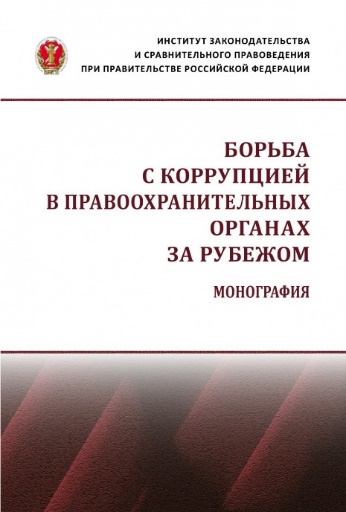 ИНСТИТУТ ЗАКОНОДАТЕЛЬСТВА
И СРАВНИТЕЛЬНОГО ПРАВОВЕДЕНИЯ
ПРИ ПРАВИТЕЛЬСТВЕ РОССИЙСКОЙ ФЕДЕРАЦИИ
БОРЬБА
С КОРРУПЦИЕЙ
В ПРАВООХРАНИТЕЛЬНЫХ
ОРГАНАХ
ЗА РУБЕЖОМ
МОНОГРАФИЯ